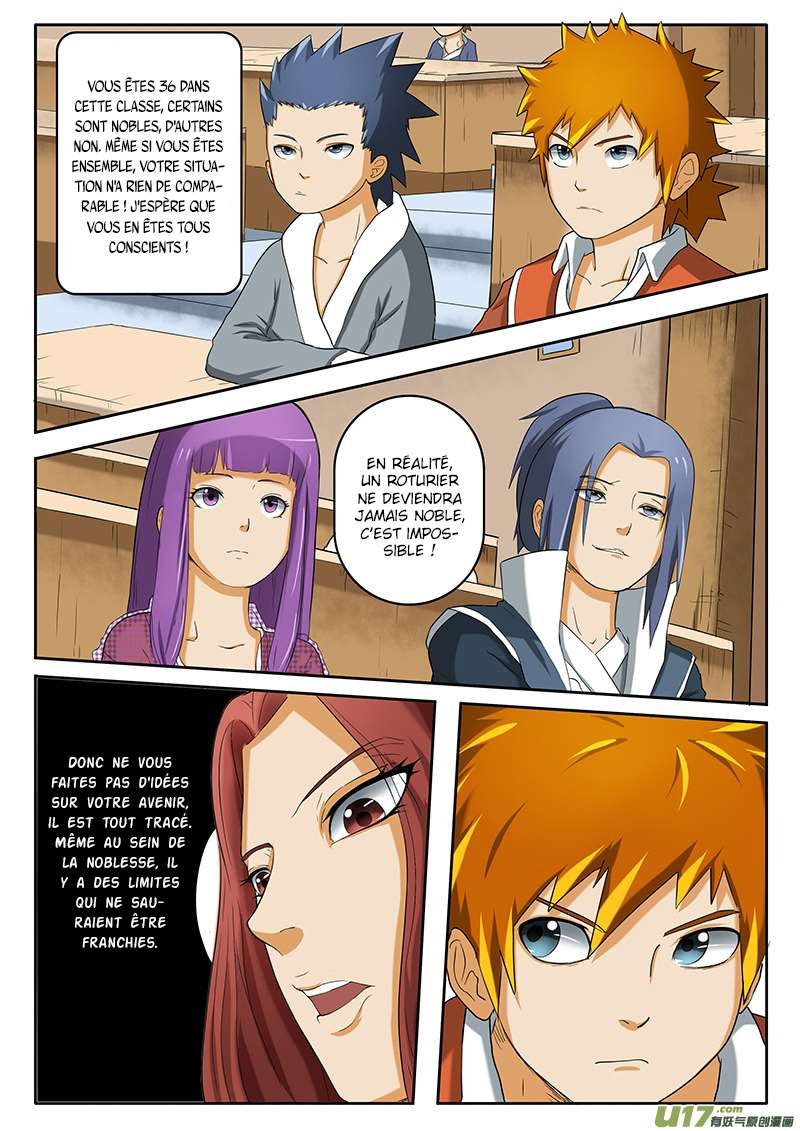 VOUS ÊTES 36 DANS
CETTE CLASSE, CERTAINS
SONT NOBLES, D'AUTRES
NON. MÊME SI VOUS ÊTES
ENSEMBLE, VOTRE SITUA-
TION N'A RIEN DE COMPA-
RABLE ! J'ESPÈRE QUE
VOUS EN ÊTES TOUS
CONSCIENTS !
EN RÉALITÉ,
UN ROTURIER
NE DEVIENDRA
JAMAIS NOBLE,
C'EST IMPOS-
SIBLE !
DONC NE VOUS
FAITES PAS D'IDÉES
SUR VOTRE AVENIR,
IL EST TOUT TRACÉ.
MÊME AU SEIN DE
LA NOBLESSE, IL
Y A DES LIMITES
QUI NE SAU-
RAIENT ÊTRE
FRANCHIES.
U17.com
有妖气原创漫画